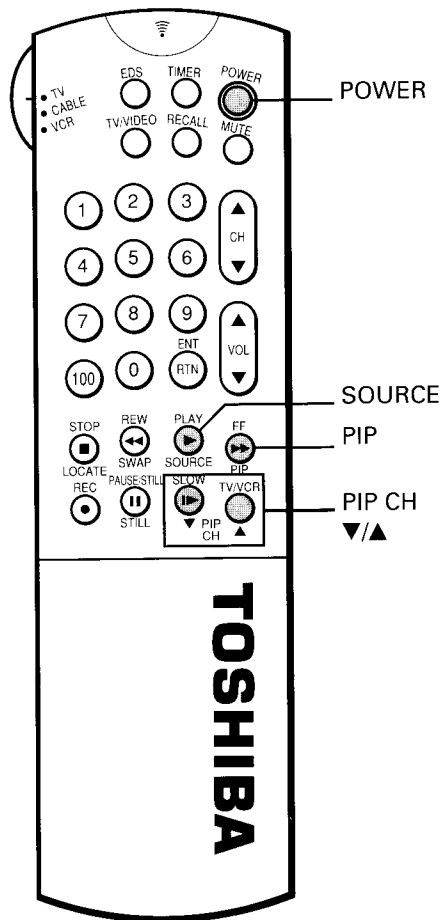 TV
CABLE
VCR
EDS TIMER POWER
TV/VIDEO RECALL MUTE
POWER
1 2 3
CH
4 5 6
7 8 9
ENT
VOL
100 0 RTN
SOURCE
STOP REW PLAY FF
PIP
LOCATE SWAP SOURCE PIP
REC PAUSE/STILL SLOW TV/VCR
STILL PIP
CH
PIP CH
▼/▲
TOSHIBA